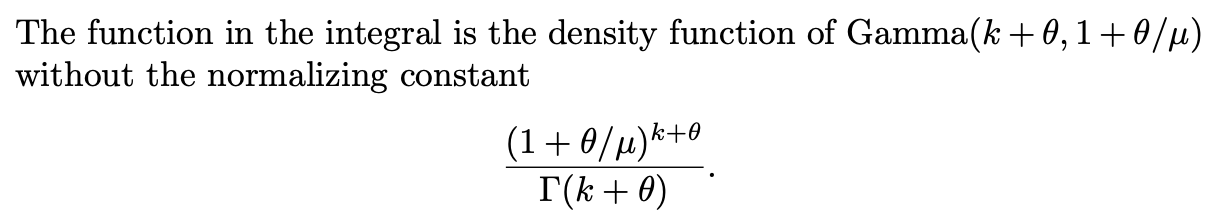 The function in the integral is the density function of Gamma(k + θ, 1 + θ/μ)
without the normalizing constant
(1 + θ/μ)^{k+θ}
Γ(k + θ) .